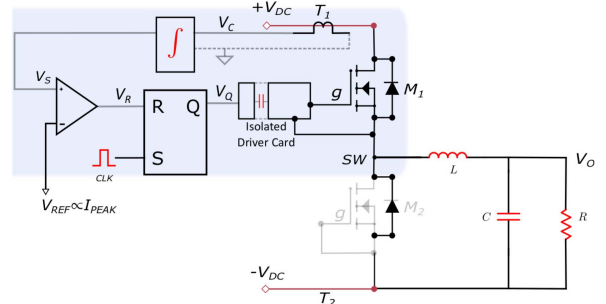 +V_DC
T_1
∫
V_C
V_S
V_R
V_Q
R
Q
S
g
M_1
Isolated
Driver Card
CLK
SW
V_O
L
V_REF∝I_PEAK
g
M_2
C
R
-V_DC
T_2